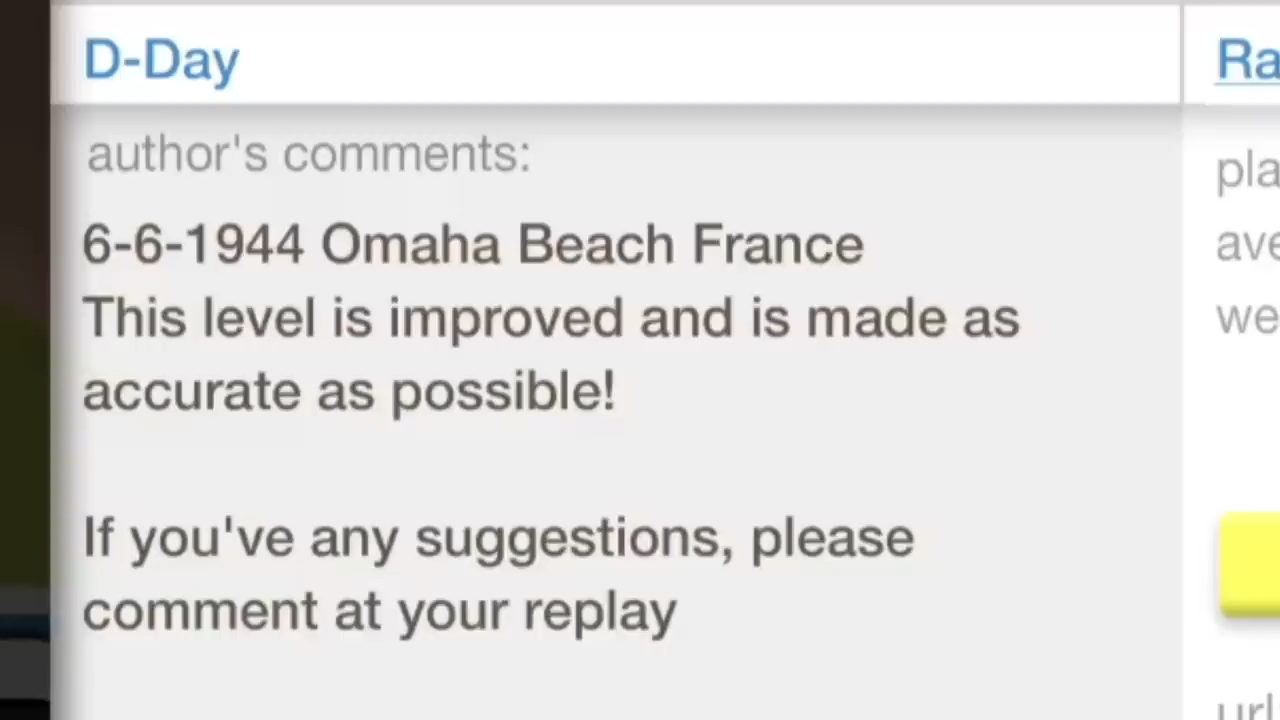 D-Day
author's comments:
6-6-1944 Omaha Beach France
This level is improved and is made as
accurate as possible!
If you've any suggestions, please
comment at your replay